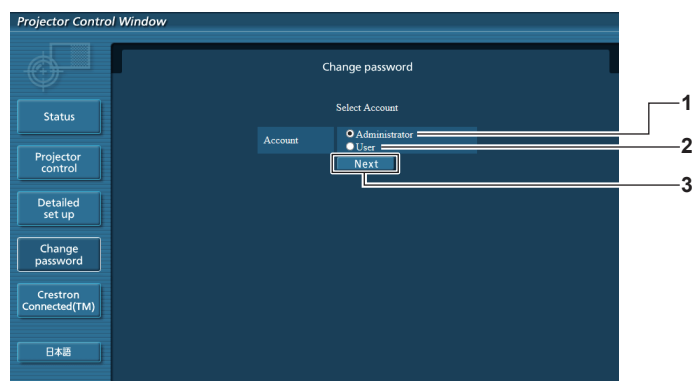 Projector Control Window
Change password
Select Account
Account
Administrator
User
Next
Status
Projector
control
Detailed
set up
Change
password
Crestron
Connected(TM)
日本語
1
2
3